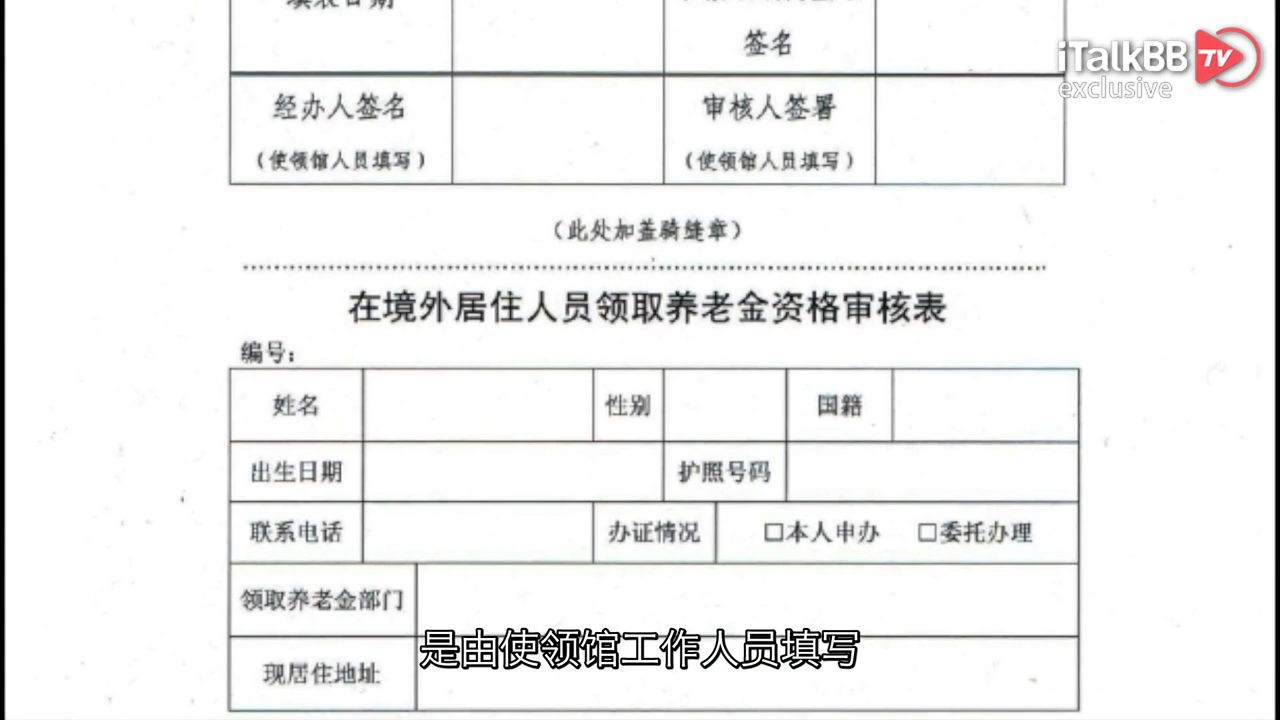 填表日期
签名
iTalkBB TV
exclusive
经办人签名
审核人签署
(使领馆人员填写)
(使领馆人员填写)
(此处加盖骑缝章)
在境外居住人员领取养老金资格审核表
编号:
姓名 性别 国籍
出生日期 护照号码
联系电话 办证情况 □本人申办 □委托办理
领取养老金部门
是由使领馆工作人员填写
现居住地址